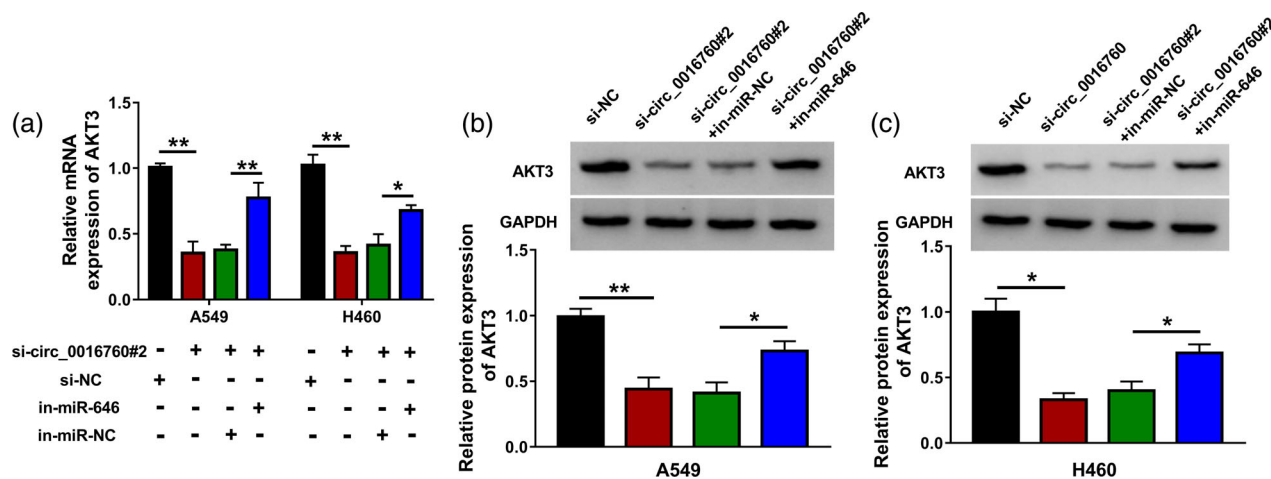 (a)
Relative mRNA
expression of AKT3
1.5
1.0
0.5
0.0
**
**
**
*
A549
H460
si-circ_0016760#2 - + + + - + + +
si-NC + - - - + - - -
in-miR-646 - - - + - - - +
in-miR-NC - - + - - - + -
(b)
si-NC
si-circ_0016760#2
si-circ_0016760#2
+in-miR-NC
si-circ_0016760#2
+in-miR-646
AKT3
GAPDH
Relative protein expression
of AKT3
1.5
1.0
0.5
0.0
**
*
A549
(c)
si-NC
si-circ_0016760
si-circ_0016760#2
+in-miR-NC
si-circ_0016760#2
+in-miR-646
AKT3
GAPDH
Relative protein expression
of AKT3
1.5
1.0
0.5
0.0
*
*
H460